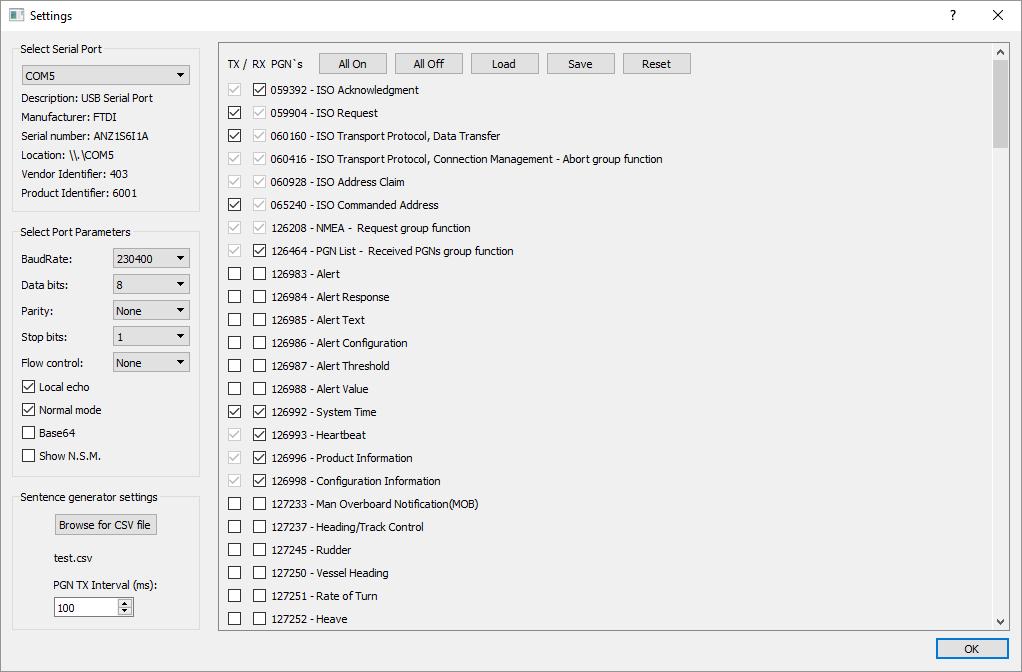 Settings
?
Select Serial Port
COM5
Description: USB Serial Port
Manufacturer: FTDI
Serial number: ANZ1S6I1A
Location: \\.\COM5
Vendor Identifier: 403
Product Identifier: 6001
Select Port Parameters
BaudRate: 230400
Data bits: 8
Parity: None
Stop bits: 1
Flow control: None
Local echo
Normal mode
Base64
Show N.S.M.
Sentence generator settings
Browse for CSV file
test.csv
PGN TX Interval (ms):
100
TX / RX PGN`s All On All Off Load Save Reset
059392 - ISO Acknowledgment
059904 - ISO Request
060160 - ISO Transport Protocol, Data Transfer
060416 - ISO Transport Protocol, Connection Management - Abort group function
060928 - ISO Address Claim
065240 - ISO Commanded Address
126208 - NMEA - Request group function
126464 - PGN List - Received PGNs group function
126983 - Alert
126984 - Alert Response
126985 - Alert Text
126986 - Alert Configuration
126987 - Alert Threshold
126988 - Alert Value
126992 - System Time
126993 - Heartbeat
126996 - Product Information
126998 - Configuration Information
127233 - Man Overboard Notification(MOB)
127237 - Heading/Track Control
127245 - Rudder
127250 - Vessel Heading
127251 - Rate of Turn
127252 - Heave
OK